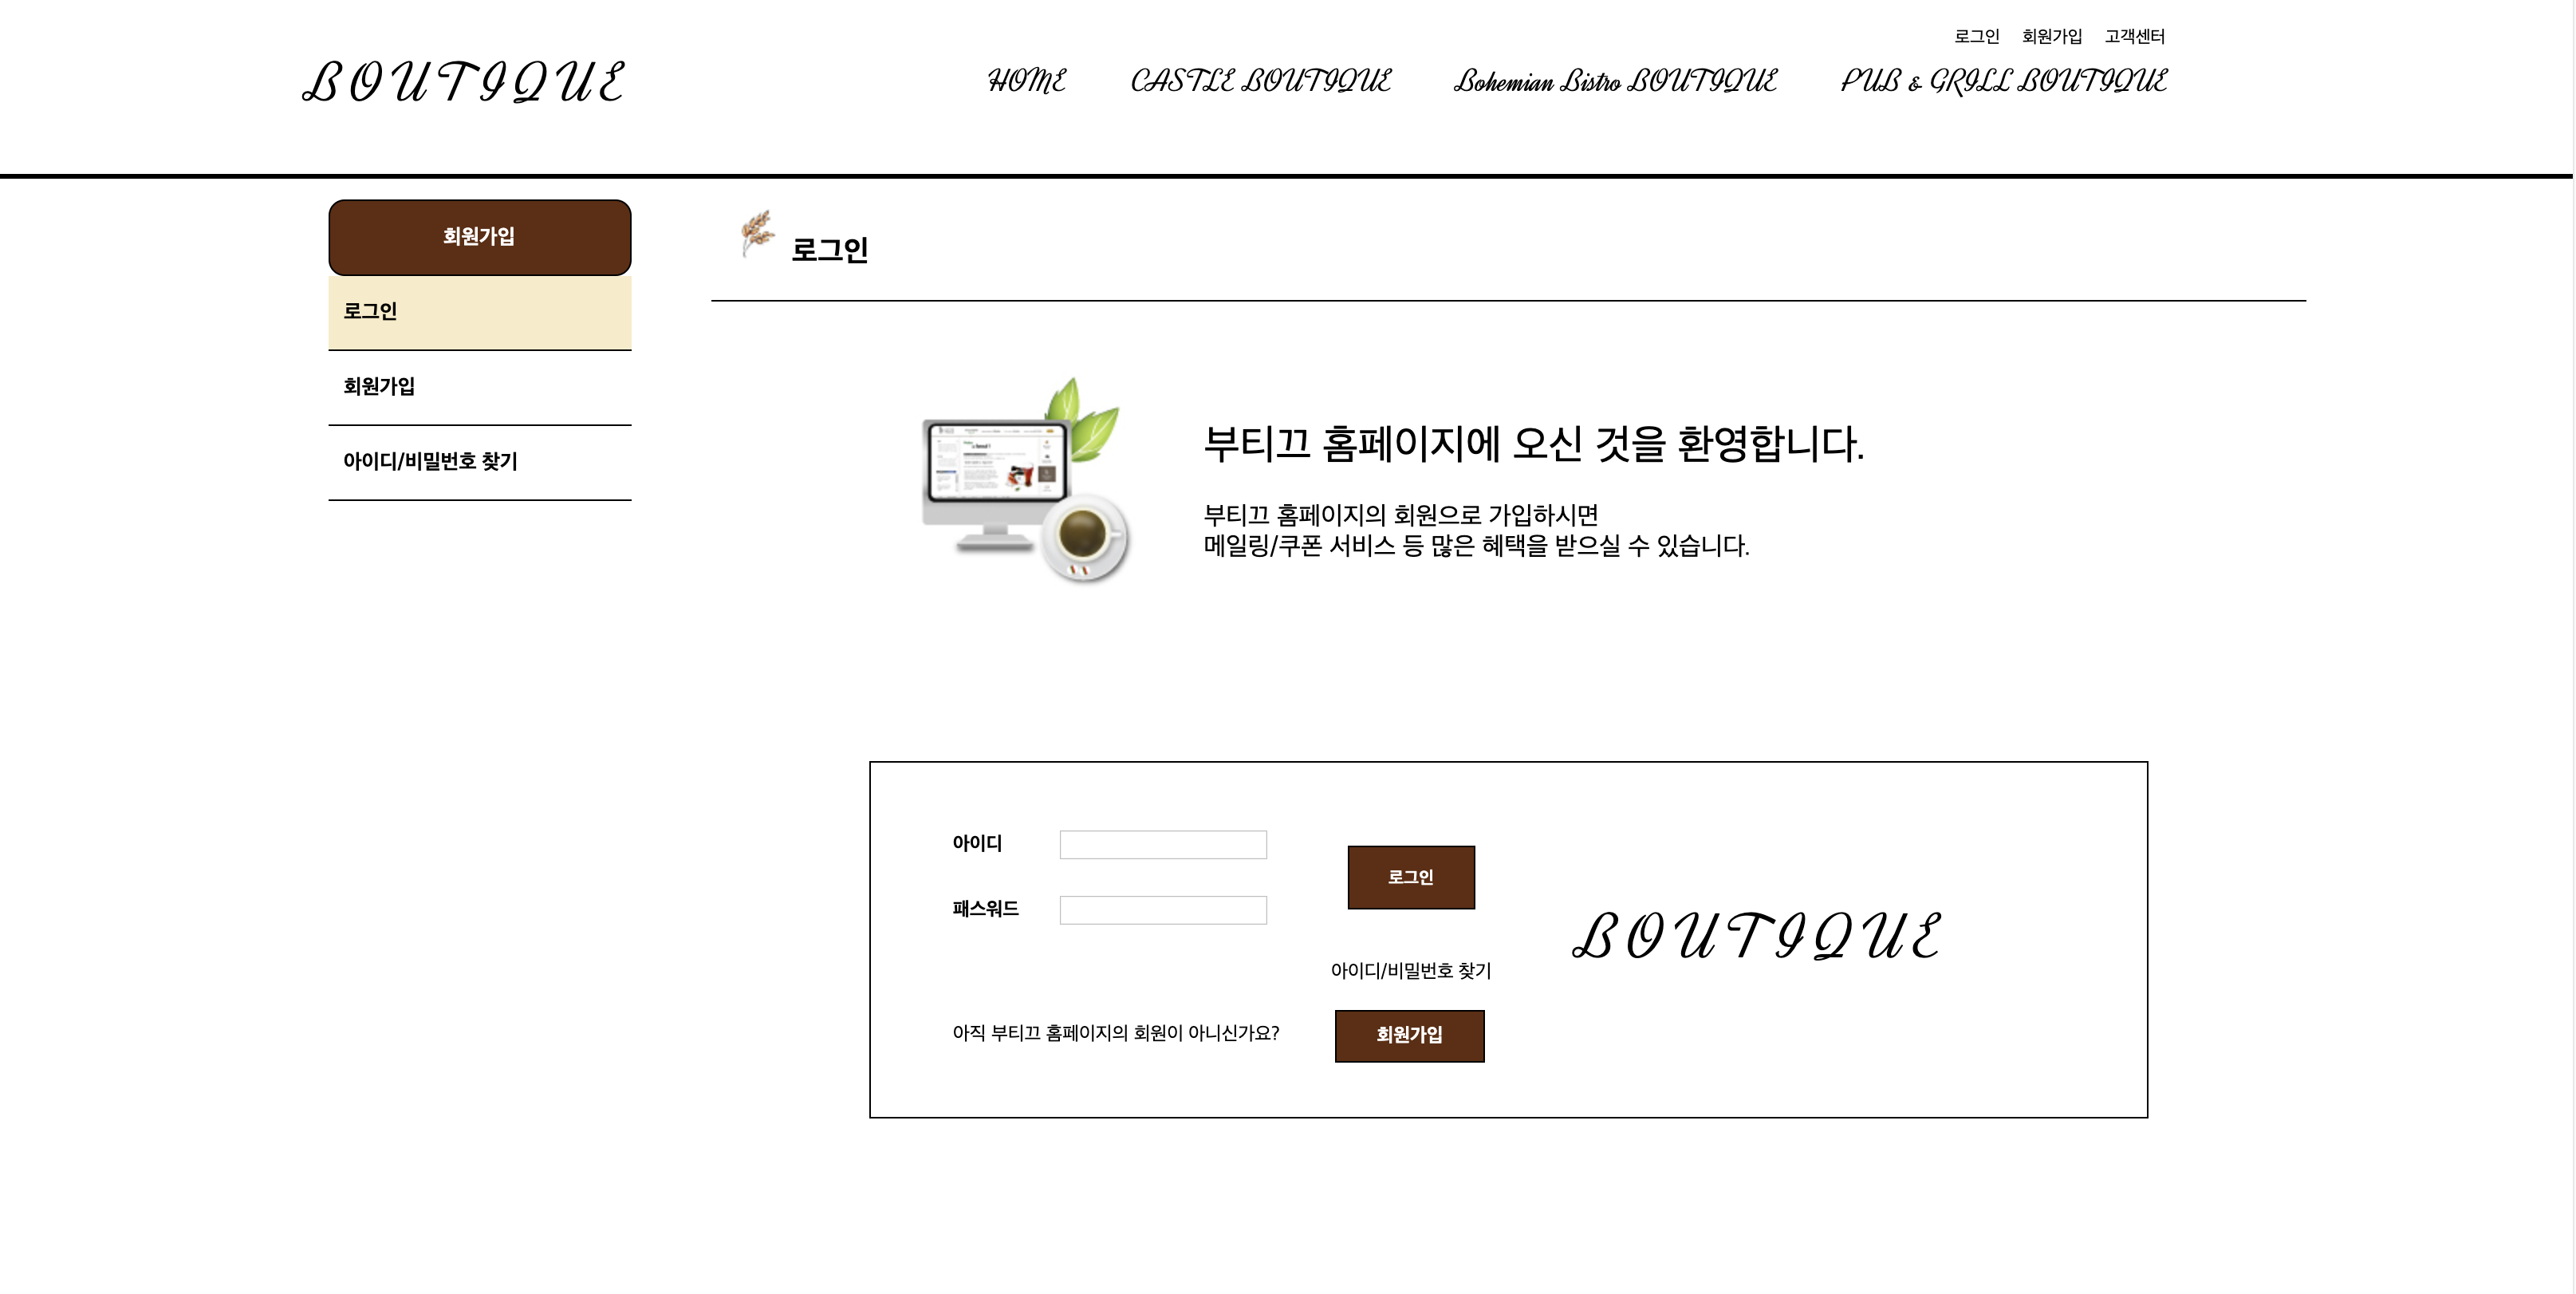 로그인 회원가입 고객센터
BOUTIQUE
HOME CASTLE BOUTIQUE Bohemian Bistro BOUTIQUE PUB & GRILL BOUTIQUE
회원가입
로그인
회원가입
아이디/비밀번호 찾기
로그인
부티끄 홈페이지에 오신 것을 환영합니다.
부티끄 홈페이지의 회원으로 가입하시면
메일링/쿠폰 서비스 등 많은 혜택을 받으실 수 있습니다.
아이디
패스워드
로그인
아이디/비밀번호 찾기
아직 부티끄 홈페이지의 회원이 아니신가요?
회원가입
BOUTIQUE